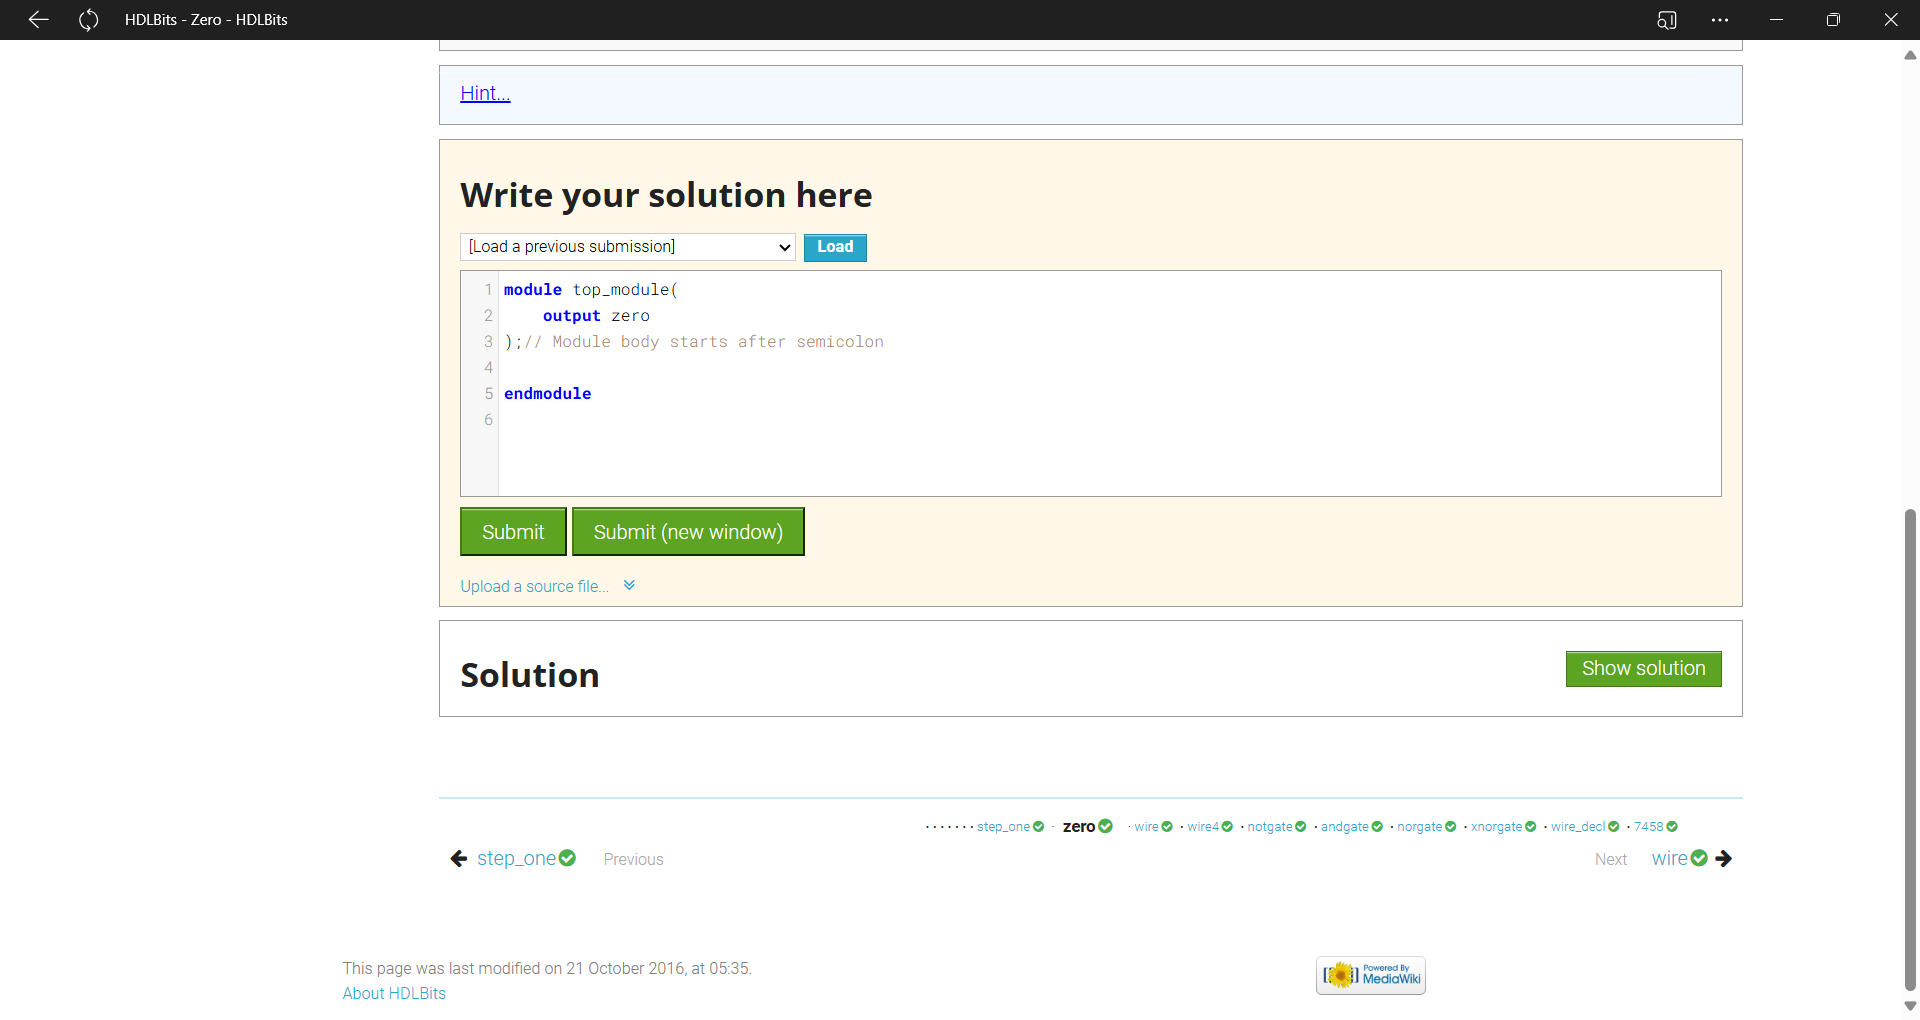 HDLBits - Zero - HDLBits
Hint...
Write your solution here
[Load a previous submission] Load
1 module top_module(
2     output zero
3 );// Module body starts after semicolon
4
5 endmodule
6
Submit Submit (new window)
Upload a source file...
Solution Show solution
······· step_one · zero · wire · wire4 · notgate · andgate · norgate · xnorgate · wire_decl · 7458
step_one Previous Next wire
This page was last modified on 21 October 2016, at 05:35.
About HDLBits
Powered By
MediaWiki